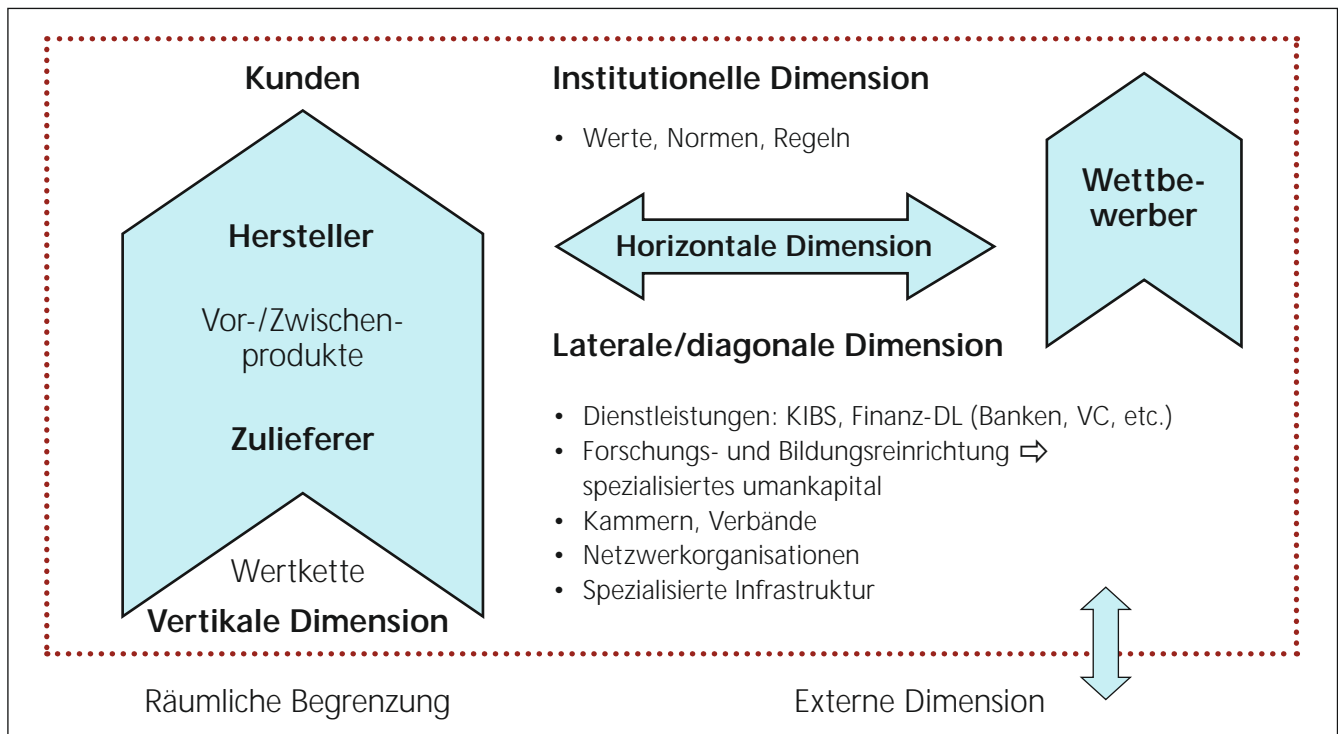 Kunden
Hersteller
Vor-/Zwischen-
produkte
Zulieferer
Wertkette
Vertikale Dimension
Institutionelle Dimension
• Werte, Normen, Regeln
Horizontale Dimension
Wettbe-
werber
Laterale/diagonale Dimension
• Dienstleistungen: KIBS, Finanz-DL (Banken, VC, etc.)
• Forschungs- und Bildungsreinrichtung ⇨
spezialisiertes umankapital
• Kammern, Verbände
• Netzwerkorganisationen
• Spezialisierte Infrastruktur
Räumliche Begrenzung
Externe Dimension